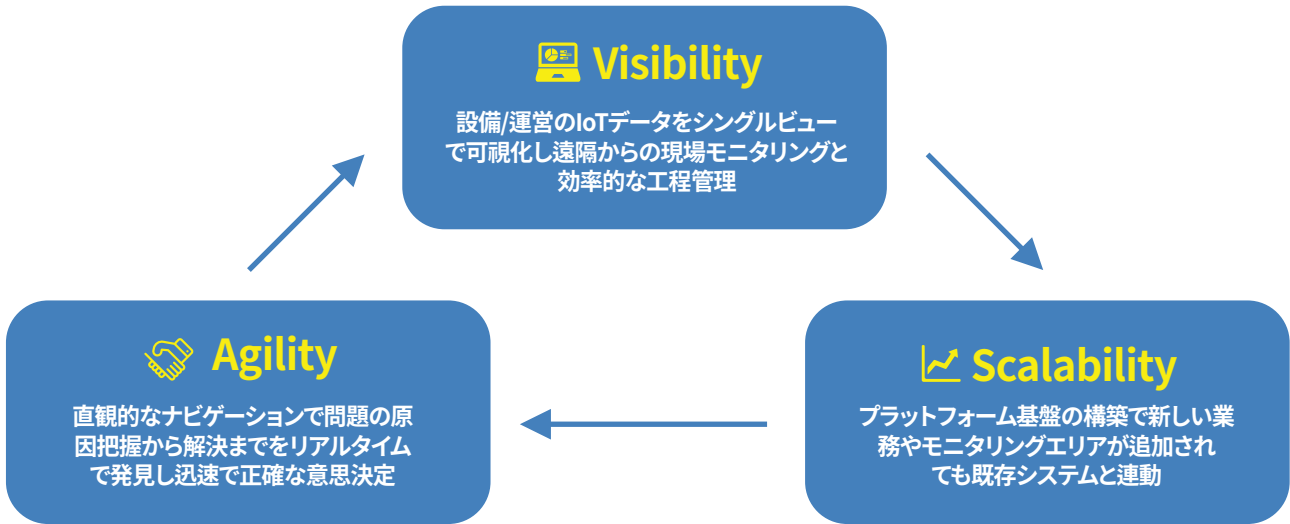 Visibility
設備/運営のIoTデータをシングルビュー
で可視化し遠隔からの現場モニタリングと
効率的な工程管理
Agility
直観的なナビゲーションで問題の原
因把握から解決までをリアルタイム
で発見し迅速で正確な意思決定
Scalability
プラットフォーム基盤の構築で新しい業
務やモニタリングエリアが追加され
ても既存システムと連動